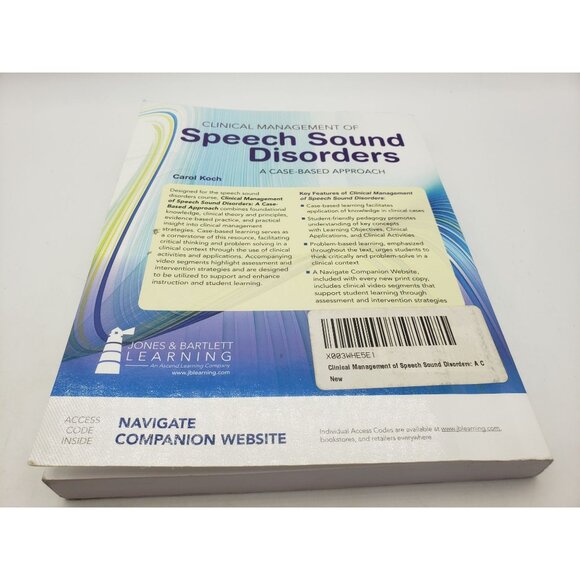 CLINICAL MANAGEMENT OF
Speech Sound
Disorders
A CASE-BASED APPROACH
Carol Koch
Designed for the speech sound
disorders course, Clinical Management
of Speech Sound Disorders: A Case-
Based Approach combines foundational
knowledge, clinical theory and principles,
evidence-based practice, and practical
insight into clinical management
strategies. Case-based learning serves as
a cornerstone of this resource, facilitating
critical thinking and problem solving in a
clinical context through the use of clinical
activities and applications. Accompanying
video segments highlight assessment and
intervention strategies and are designed
to be utilized to support and enhance
instruction and student learning.
Key Features of Clinical Management
of Speech Sound Disorders:
• Case-based learning facilitates
application of knowledge in clinical cases
• Student-friendly pedagogy promotes
understanding of key concepts
with Learning Objectives, Clinical
Applications, and Clinical Activities
• Problem-based learning, emphasized
throughout the text, urges students to
think critically and problem-solve in a
clinical context
• A Navigate Companion Website,
included with every new print copy,
includes clinical video segments that
support student learning through
assessment and intervention strategies
JONES & BARTLETT
LEARNING
An Ascend Learning Company
www.jblearning.com
X003WHE5E1
Clinical Management of Speech Sound Disorders: A C
New
ACCESS
CODE
INSIDE
NAVIGATE
COMPANION WEBSITE
Individual Access Codes are available at www.jblearning.com,
bookstores, and retailers everywhere.